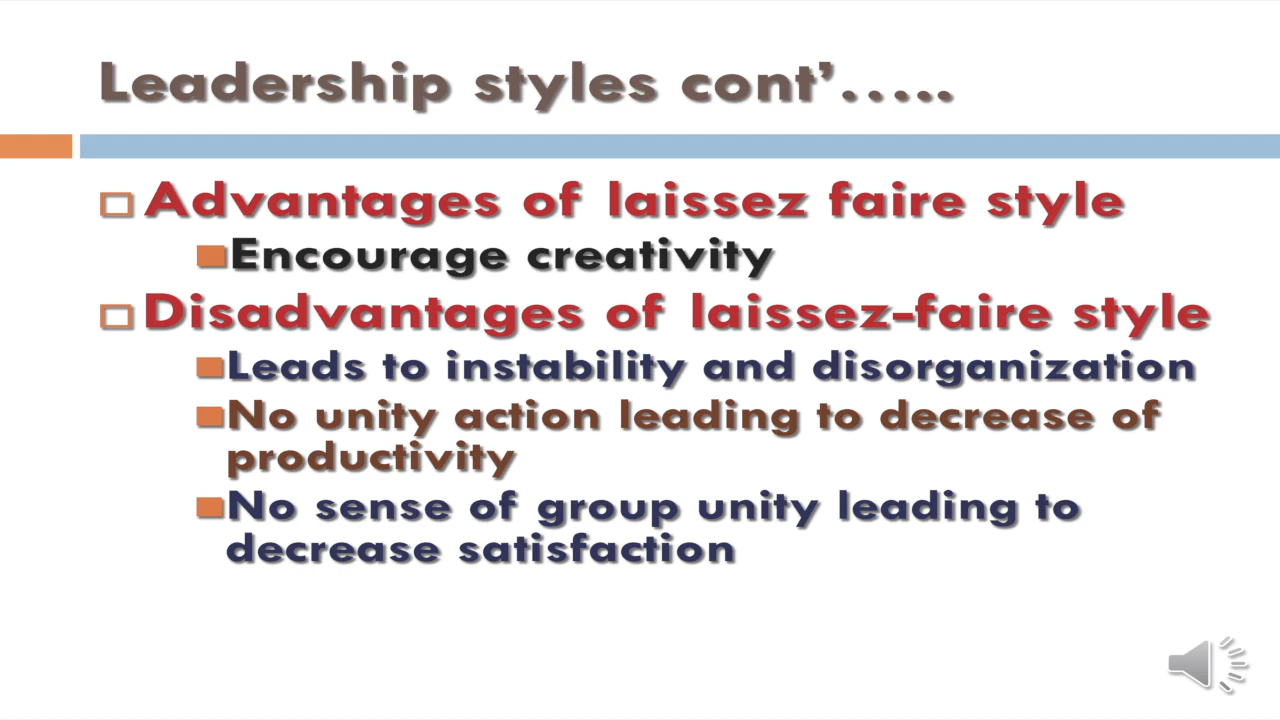 Leadership styles cont’…..
Advantages of laissez faire style
Encourage creativity
Disadvantages of laissez-faire style
Leads to instability and disorganization
No unity action leading to decrease of
productivity
No sense of group unity leading to
decrease satisfaction